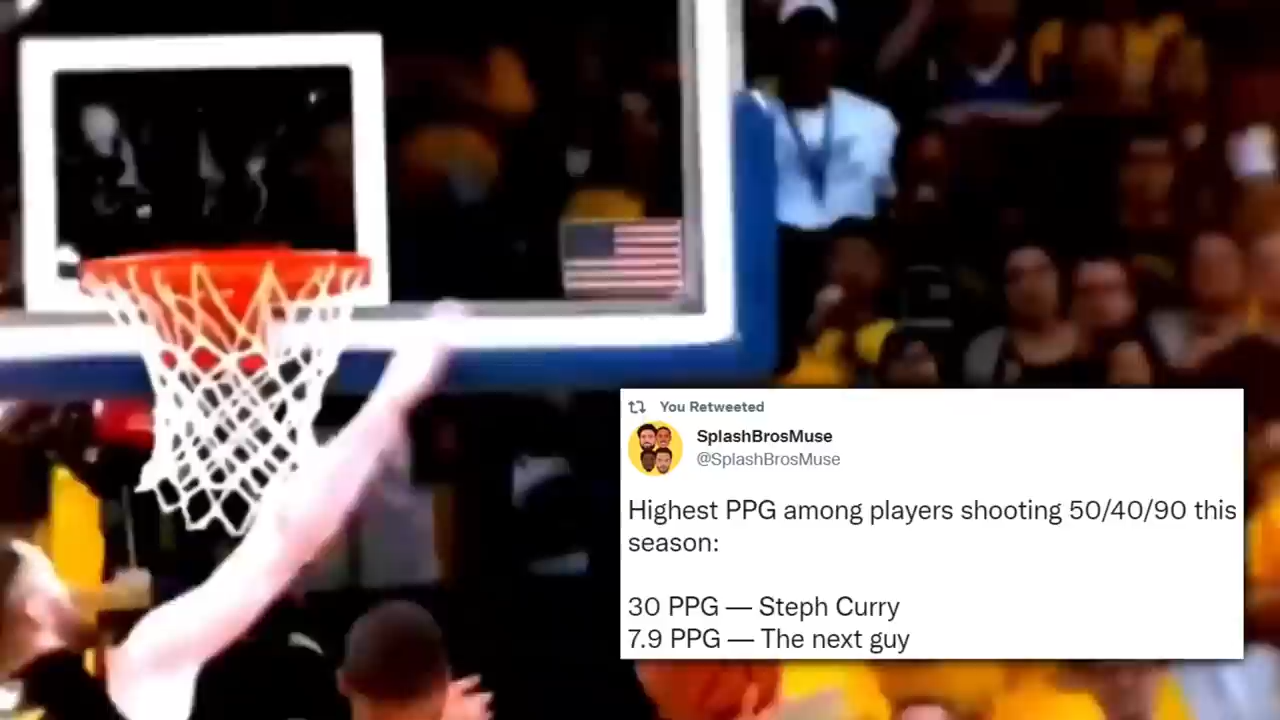 You Retweeted
SplashBrosMuse
@SplashBrosMuse
Highest PPG among players shooting 50/40/90 this
season:
30 PPG — Steph Curry
7.9 PPG — The next guy